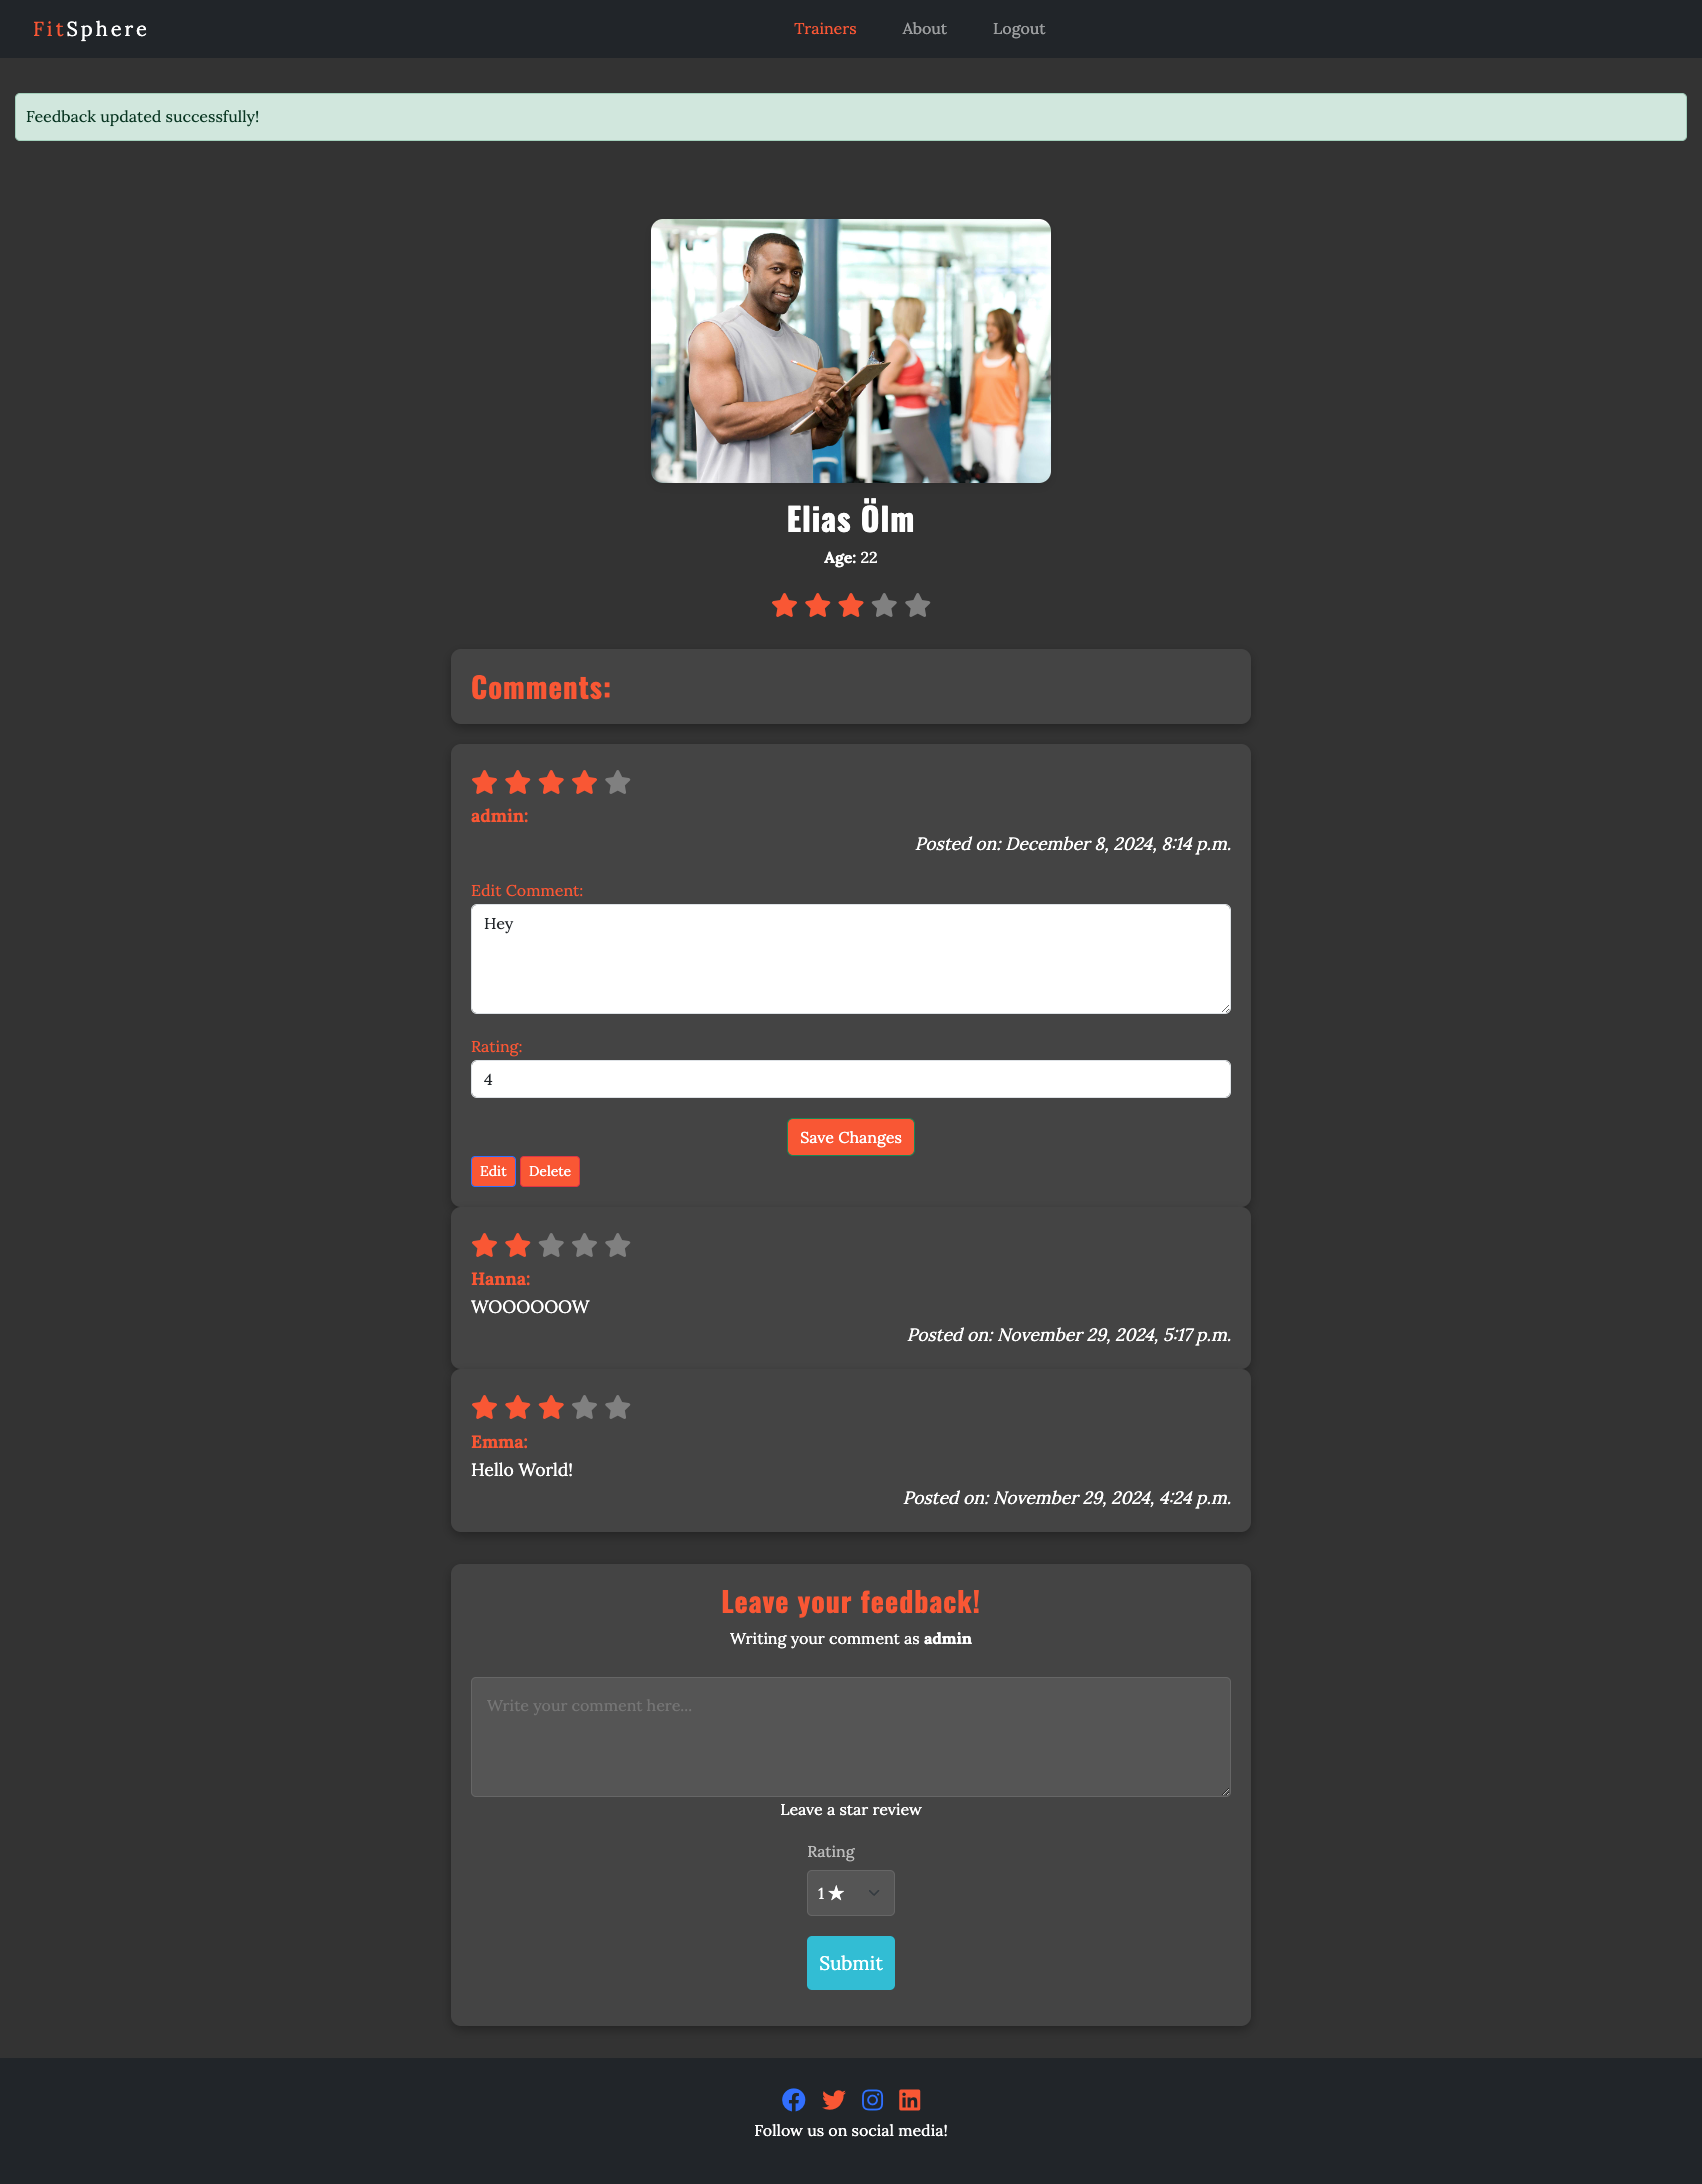 FitSphere
Trainers About Logout
Feedback updated successfully!
Elias Ölm
Age: 22
Comments:
admin:
Posted on: December 8, 2024, 8:14 p.m.
Edit Comment:
Hey
Rating:
4
Save Changes
Edit Delete
Hanna:
WOOOOOOW
Posted on: November 29, 2024, 5:17 p.m.
Emma:
Hello World!
Posted on: November 29, 2024, 4:24 p.m.
Leave your feedback!
Writing your comment as admin
Write your comment here...
Leave a star review
Rating
1 ★
Submit
Follow us on social media!